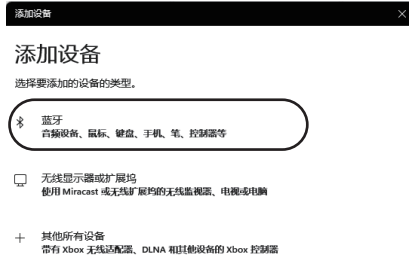 添加设备
添加设备
选择要添加的设备的类型。
蓝牙
音频设备、鼠标、键盘、手机、笔、控制器等
无线显示器或扩展坞
使用 Miracast 或无线扩展坞的无线监视器、电视或电脑
其他所有设备
带有 Xbox 无线适配器、DLNA 和其他设备的 Xbox 控制器